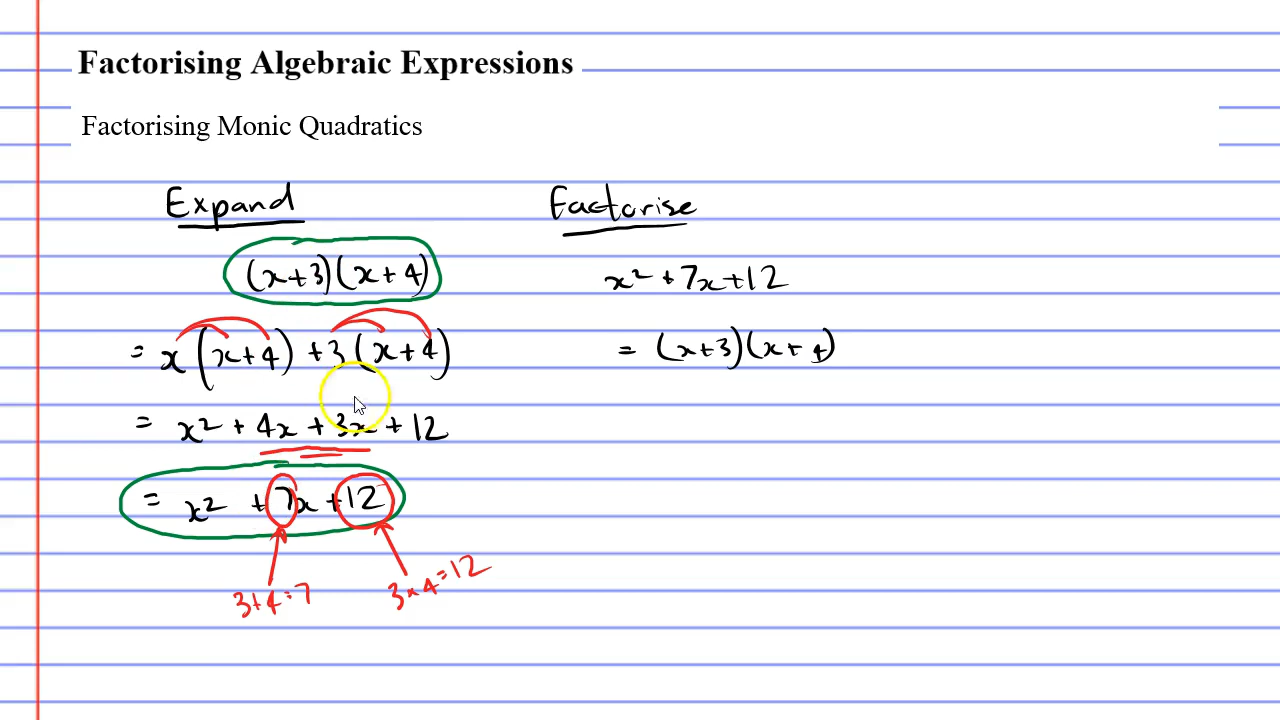 Factorising Algebraic Expressions
Factorising Monic Quadratics
Expand
(x+3)(x+4)
= x(x+4) +3(x+4)
= x² + 4x + 3x + 12
= x² + 7x + 12
3+4=7
3×4=12
Factorise
x² + 7x + 12
= (x+3)(x+4)